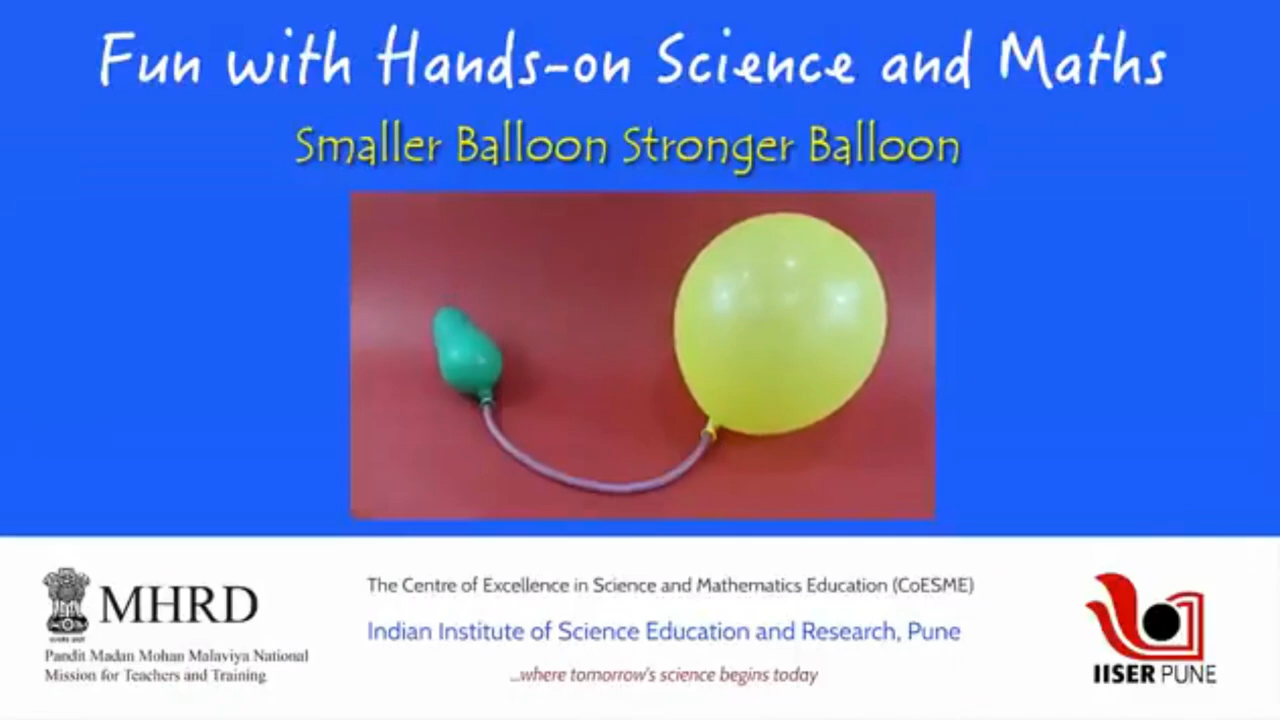 Fun with Hands-on Science and Maths
Smaller Balloon Stronger Balloon
MHRD
Pandit Madan Mohan Malaviya National
Mission for Teachers and Training
The Centre of Excellence in Science and Mathematics Education (CoESME)
Indian Institute of Science Education and Research, Pune
...where tomorrow's science begins today
IISER PUNE